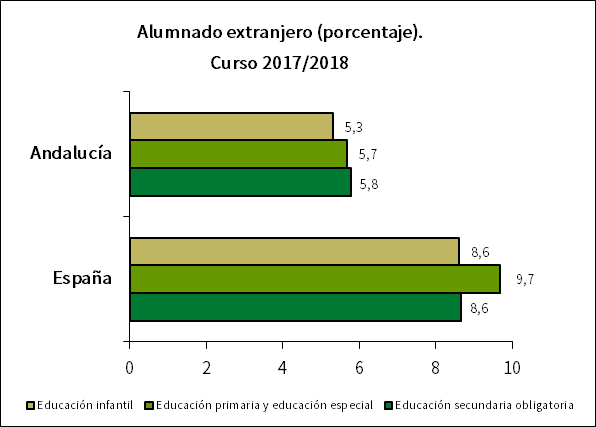 Alumnado extranjero (porcentaje).
Curso 2017/2018
Andalucía
5,3
5,7
5,8
España
8,6
9,7
8,6
0 2 4 6 8 10
Educación infantil Educación primaria y educación especial Educación secundaria obligatoria